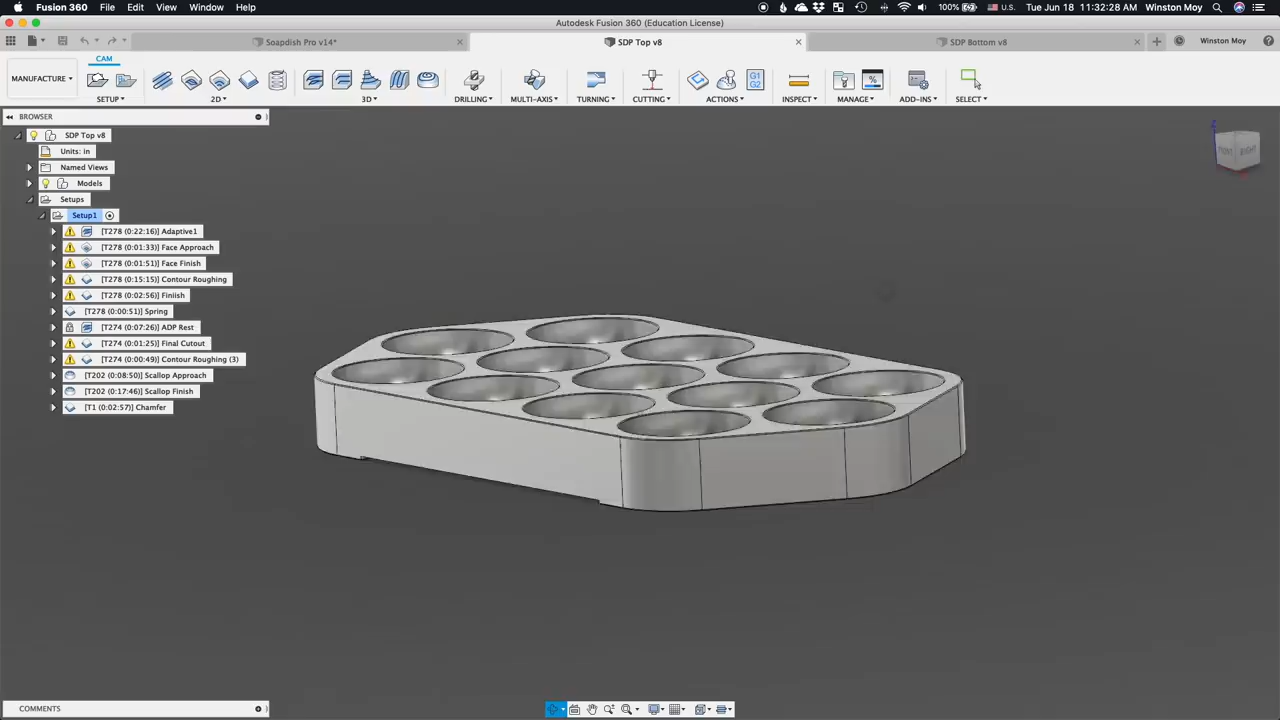 Fusion 360 File Edit View Window Help 100% U.S. Tue Jun 18 11:32:28 AM Winston Moy
Autodesk Fusion 360 (Education License)
Soapdish Pro v14* SDP Top v8 SDP Bottom v8 Winston Moy
CAM
MANUFACTURE
G1
G2
%
SETUP 2D 3D DRILLING MULTI-AXIS TURNING CUTTING ACTIONS INSPECT MANAGE ADD-INS SELECT
BROWSER
SDP Top v8
Units: in
Named Views
Models
Setups
Setup1
[T278 (0:22:16)] Adaptive1
[T278 (0:01:33)] Face Approach
[T278 (0:01:51)] Face Finish
[T278 (0:15:15)] Contour Roughing
[T278 (0:02:56)] Finiish
[T278 (0:00:51)] Spring
[T274 (0:07:26)] ADP Rest
[T274 (0:01:25)] Final Cutout
[T274 (0:00:49)] Contour Roughing (3)
[T202 (0:08:50)] Scallop Approach
[T202 (0:17:46)] Scallop Finish
[T1 (0:02:57)] Chamfer
Z
FRONT RIGHT
COMMENTS